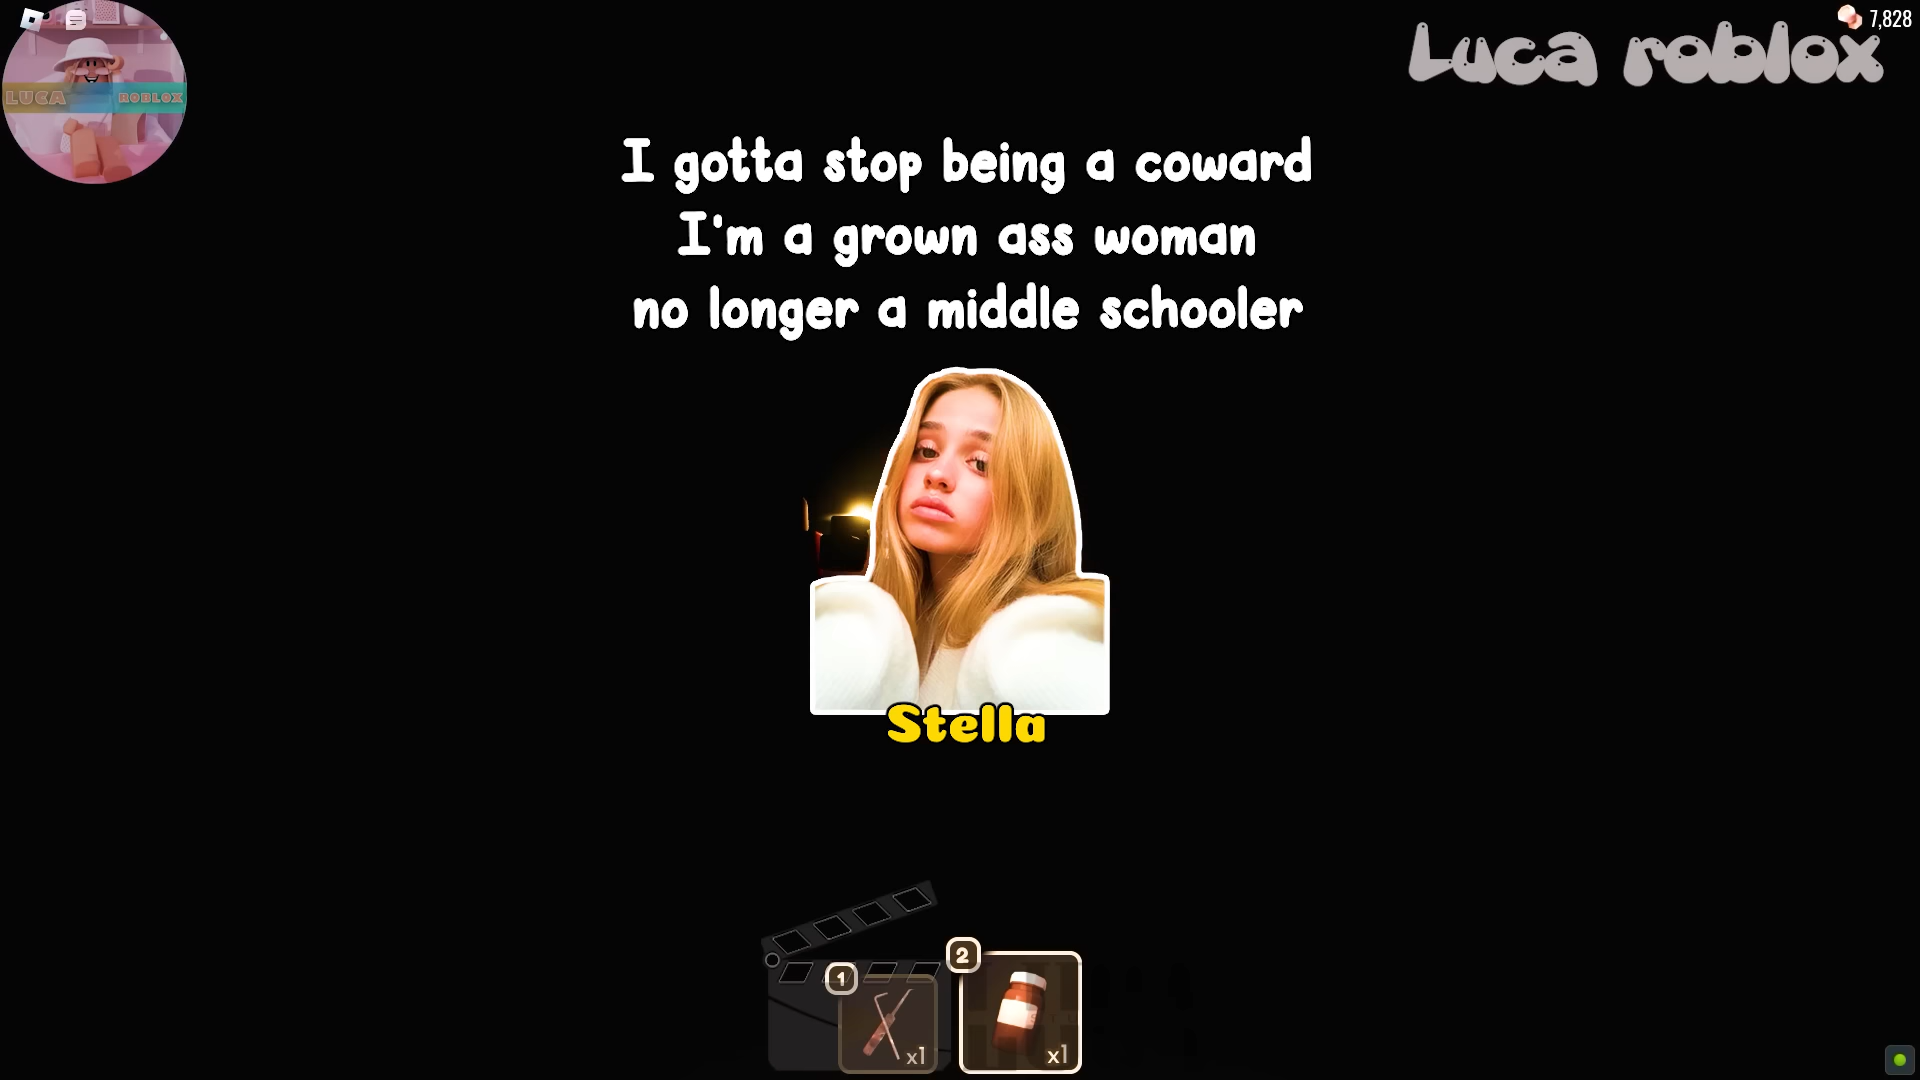 7,828
Luca roblox
LUCA ROBLOX
I gotta stop being a coward
I'm a grown ass woman
no longer a middle schooler
Stella
1
x1
2
x1